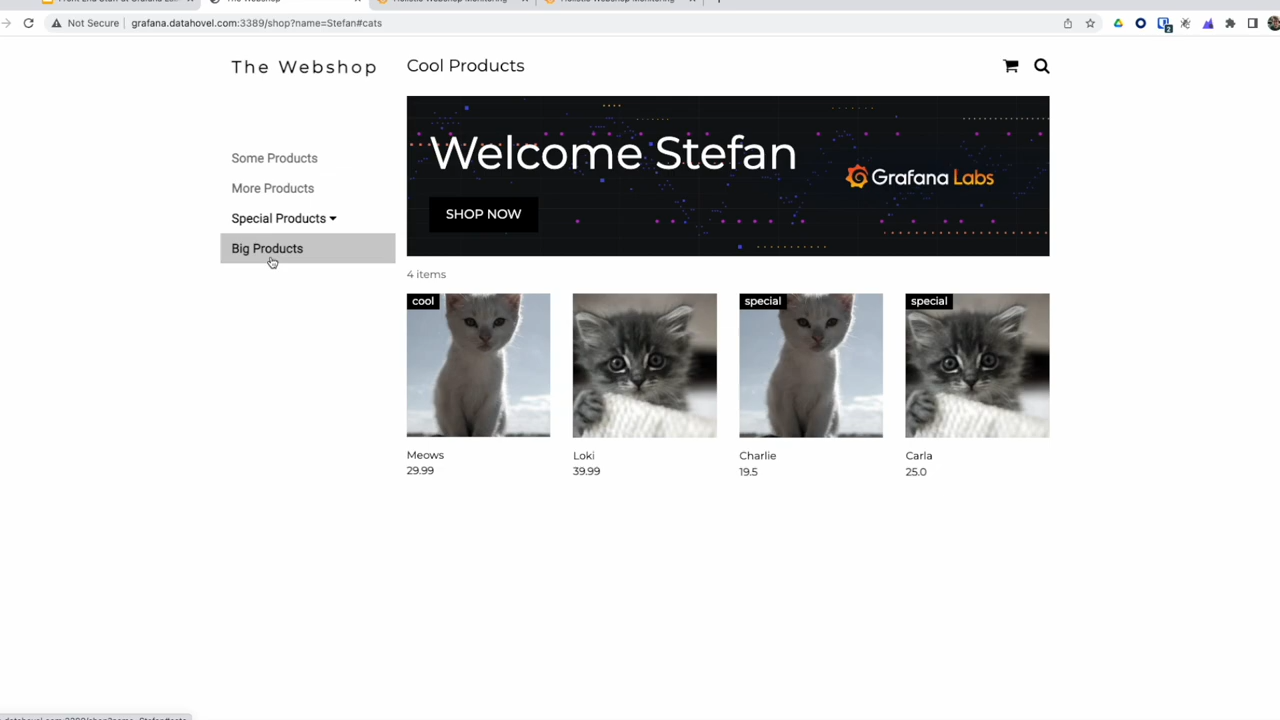 Not Secure
grafana.datahovel.com:3389/shop?name=Stefan#cats
2
The Webshop
Cool Products
Some Products
More Products
Special Products
Big Products
Welcome Stefan
SHOP NOW
Grafana Labs
4 items
cool
special
special
Meows
29.99
Loki
39.99
Charlie
19.5
Carla
25.0